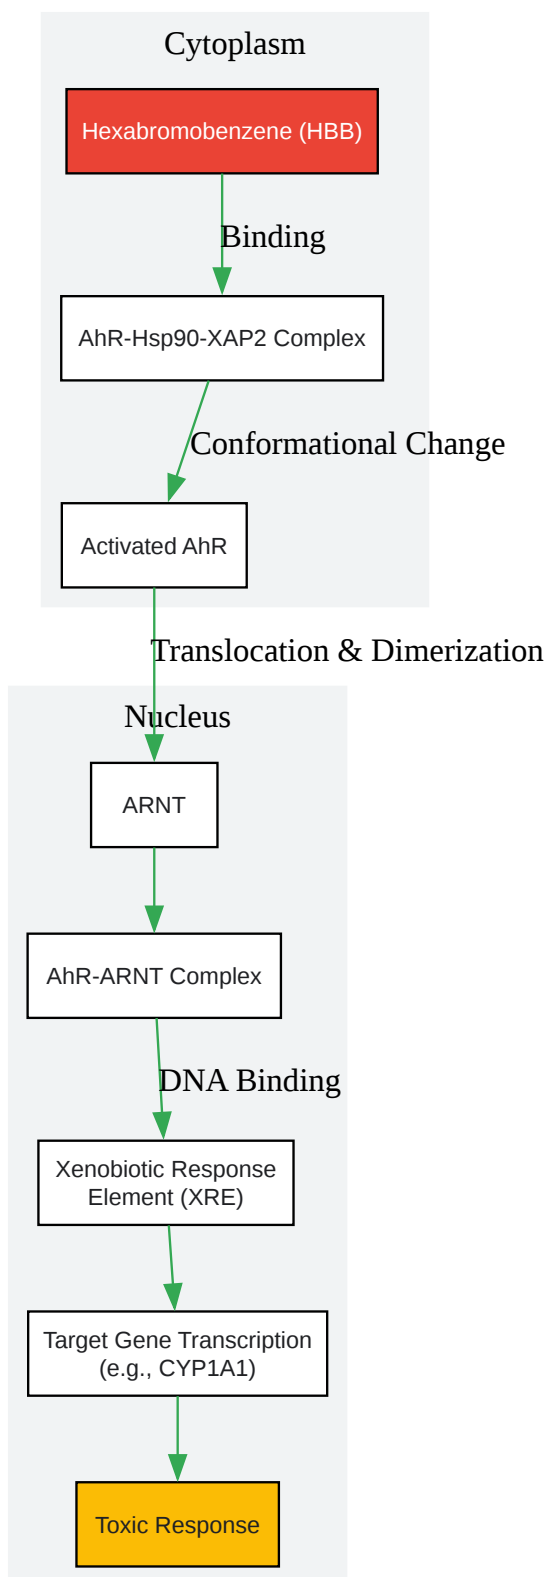 Cytoplasm
Hexabromobenzene (HBB)
Binding
AhR-Hsp90-XAP2 Complex
Conformational Change
Activated AhR
Translocation & Dimerization
Nucleus
ARNT
AhR-ARNT Complex
DNA Binding
Xenobiotic Response
Element (XRE)
Target Gene Transcription
(e.g., CYP1A1)
Toxic Response